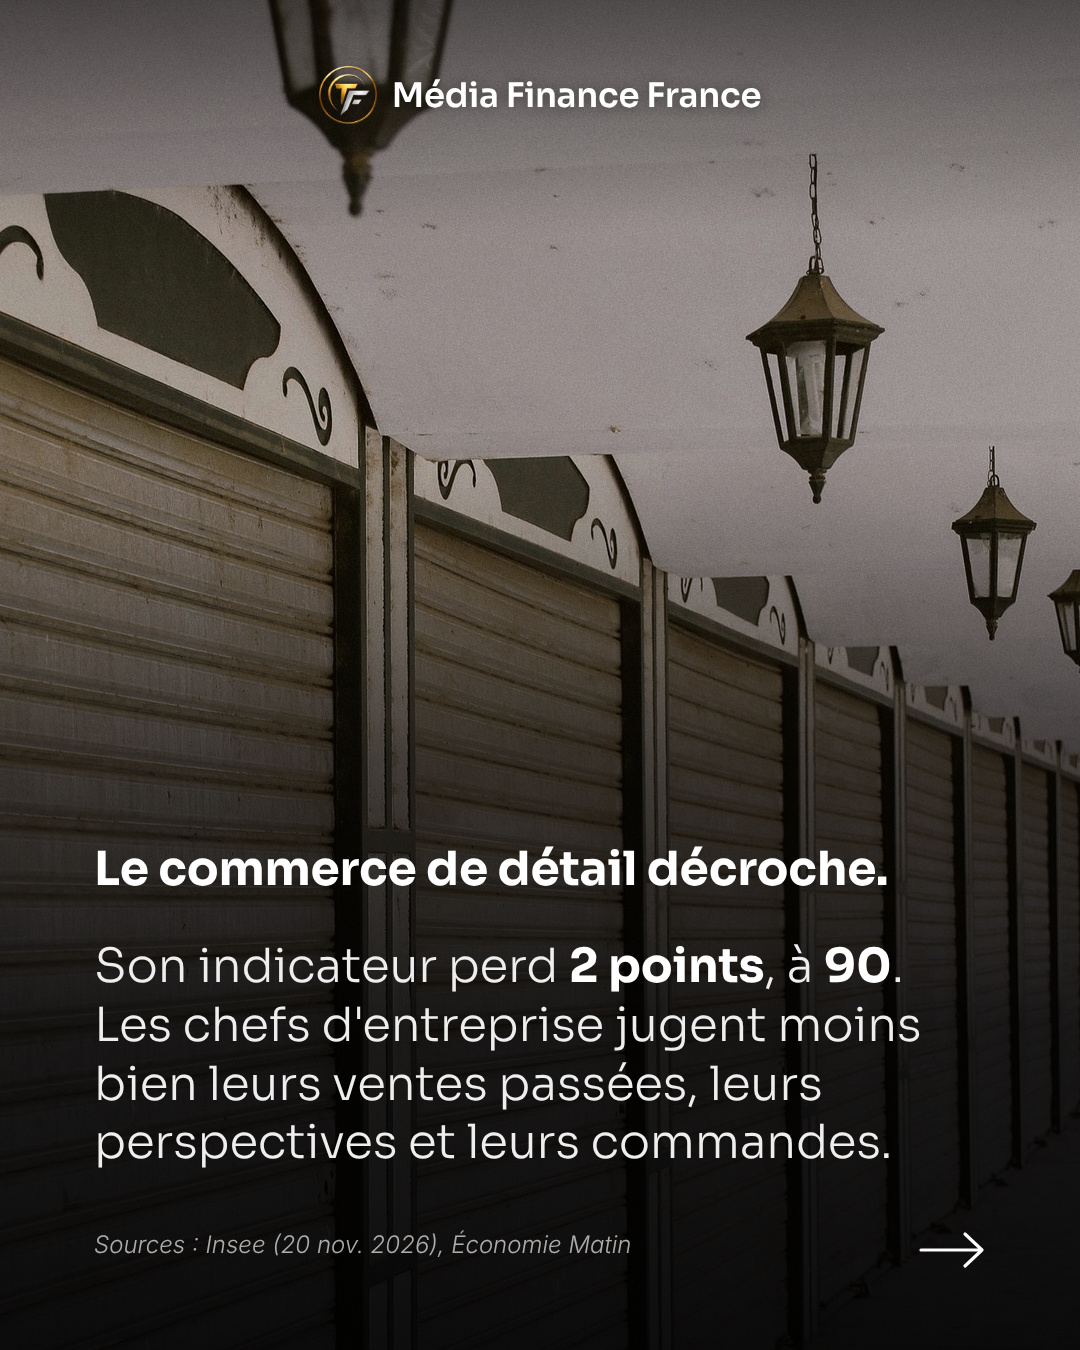 TF
Média Finance France
Le commerce de détail décroche.
Son indicateur perd 2 points, à 90.
Les chefs d'entreprise jugent moins
bien leurs ventes passées, leurs
perspectives et leurs commandes.
Sources : Insee (20 nov. 2026), Économie Matin